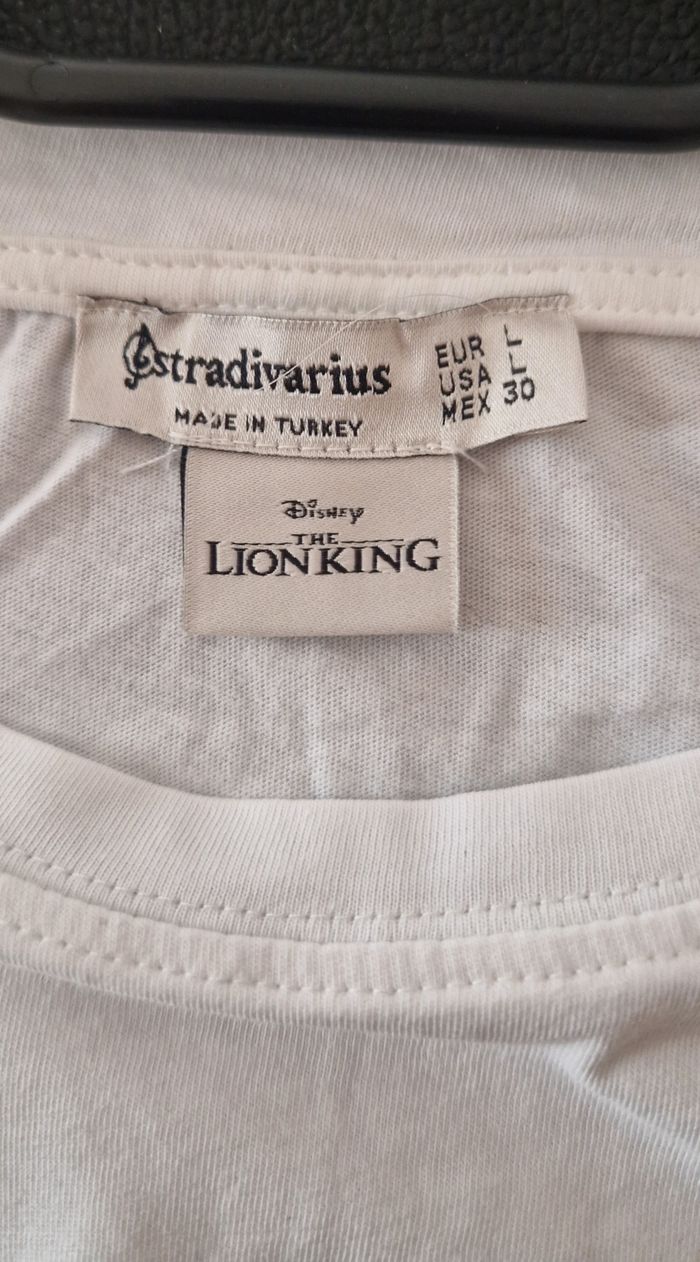 stradivarius
MADE IN TURKEY
EUR L
USA L
MEX 30
Disney
THE
LION KING